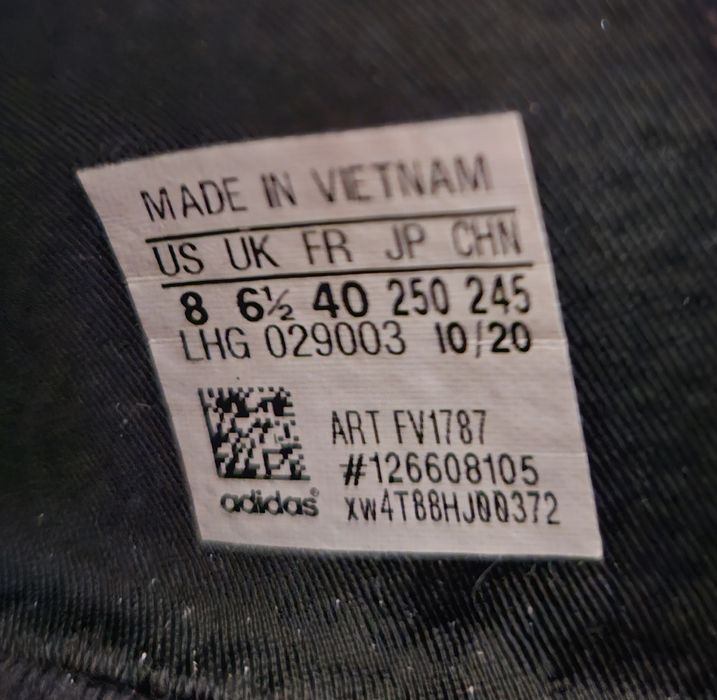 MADE IN VIETNAM
US UK FR JP CHN
8 6½ 40 250 245
LHG 029003 10/20
ART FV1787
#126608105
adidas® xw4T88HJ00372